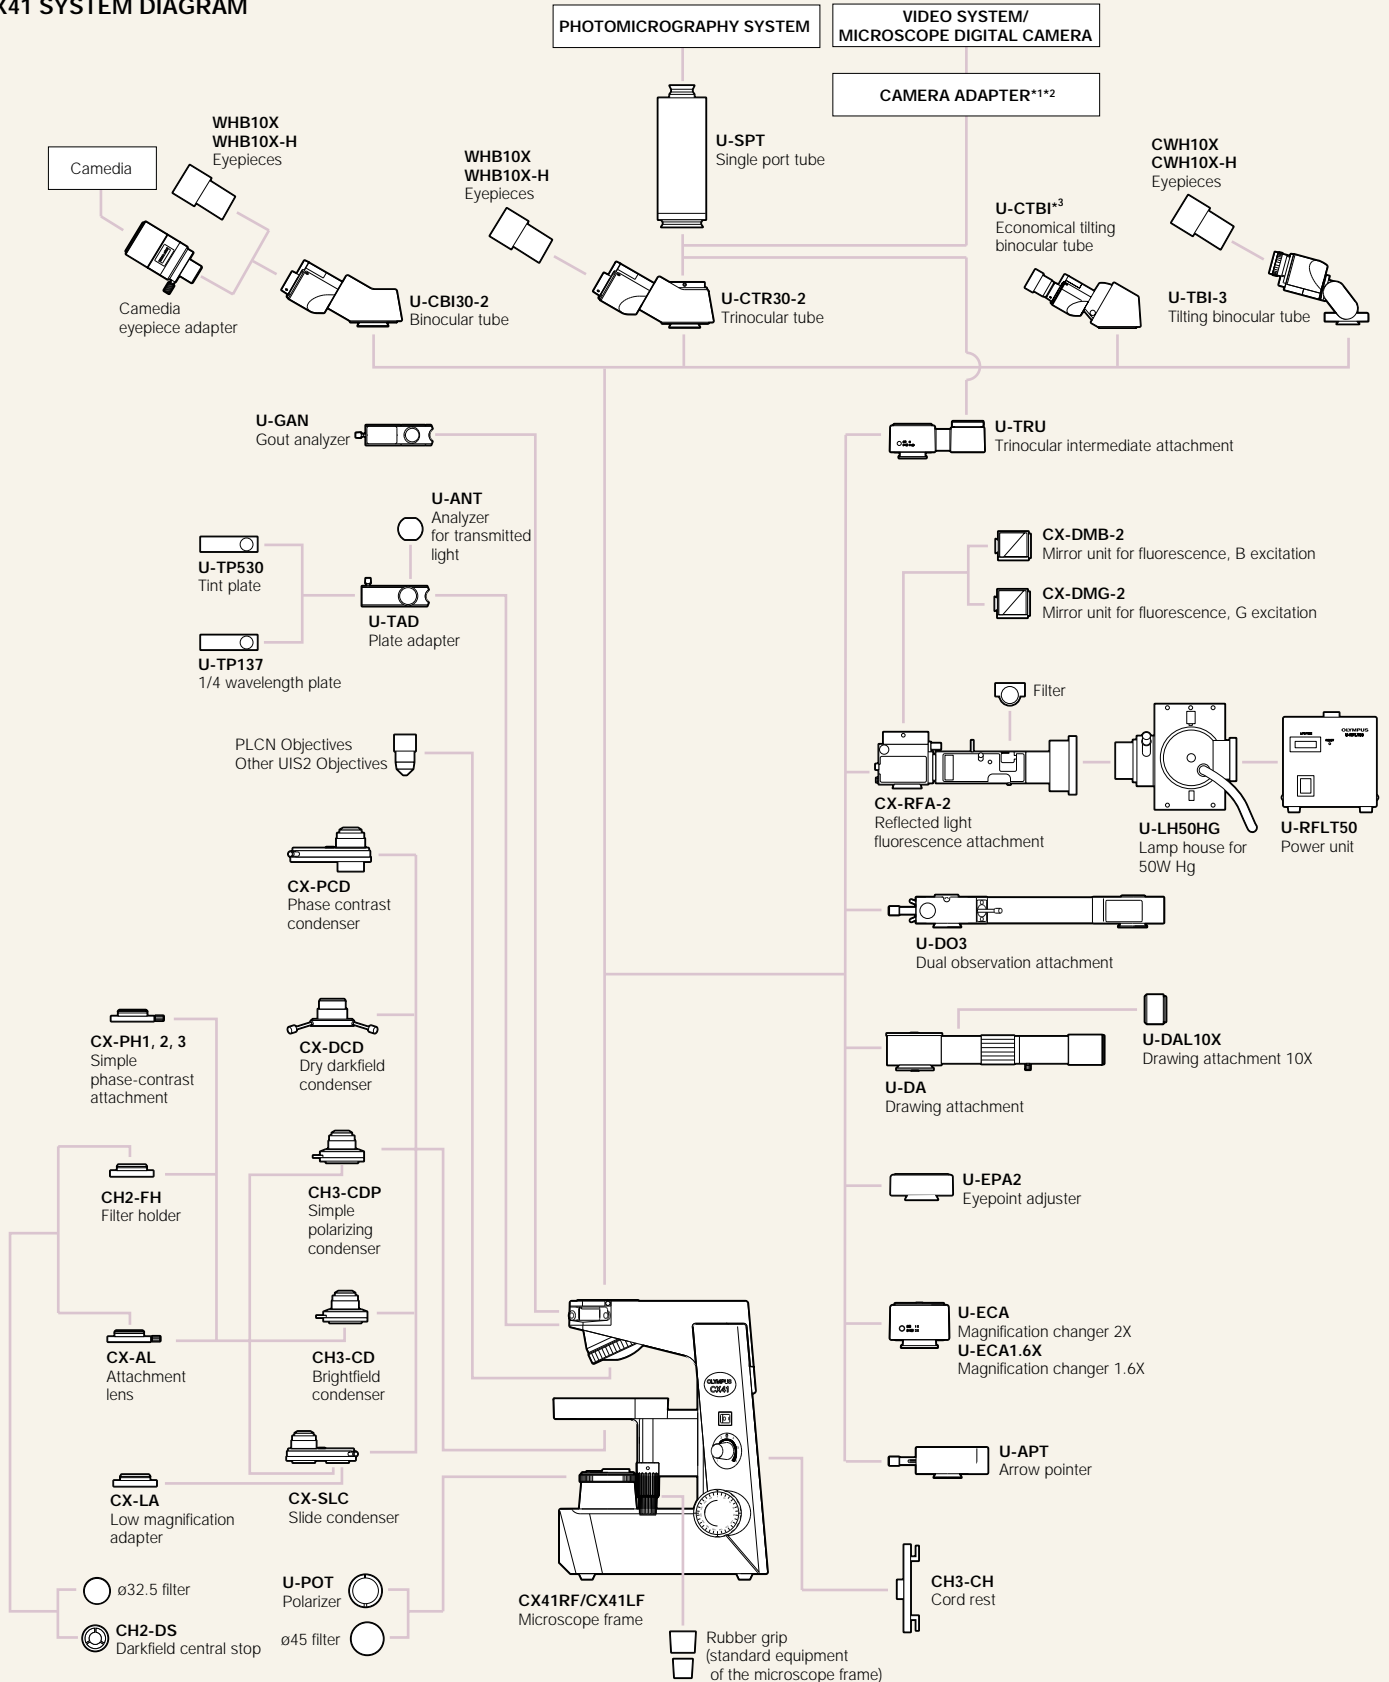 X41 SYSTEM DIAGRAM
PHOTOMICROGRAPHY SYSTEM
VIDEO SYSTEM/
MICROSCOPE DIGITAL CAMERA
CAMERA ADAPTER*1*2
Camedia
WHB10X
WHB10X-H
Eyepieces
WHB10X
WHB10X-H
Eyepieces
U-SPT
Single port tube
CWH10X
CWH10X-H
Eyepieces
U-CTBI*3
Economical tilting
binocular tube
Camedia
eyepiece adapter
U-CBI30-2
Binocular tube
U-CTR30-2
Trinocular tube
U-TBI-3
Tilting binocular tube
U-GAN
Gout analyzer
U-TRU
Trinocular intermediate attachment
U-ANT
Analyzer
for transmitted
light
U-TP530
Tint plate
U-TAD
Plate adapter
U-TP137
1/4 wavelength plate
CX-DMB-2
Mirror unit for fluorescence, B excitation
CX-DMG-2
Mirror unit for fluorescence, G excitation
Filter
PLCN Objectives
Other UIS2 Objectives
OLYMPUS
CX-RFA-2
Reflected light
fluorescence attachment
U-LH50HG
Lamp house for
50W Hg
U-RFLT50
Power unit
CX-PCD
Phase contrast
condenser
U-DO3
Dual observation attachment
CX-PH1, 2, 3
Simple
phase-contrast
attachment
CX-DCD
Dry darkfield
condenser
U-DAL10X
Drawing attachment 10X
U-DA
Drawing attachment
CH2-FH
Filter holder
CH3-CDP
Simple
polarizing
condenser
U-EPA2
Eyepoint adjuster
CX-AL
Attachment
lens
CH3-CD
Brightfield
condenser
U-ECA
Magnification changer 2X
U-ECA1.6X
Magnification changer 1.6X
OLYMPUS
CX41
CX-LA
Low magnification
adapter
CX-SLC
Slide condenser
U-APT
Arrow pointer
ø32.5 filter
CH2-DS
Darkfield central stop
U-POT
Polarizer
ø45 filter
CX41RF/CX41LF
Microscope frame
CH3-CH
Cord rest
Rubber grip
(standard equipment
of the microscope frame)